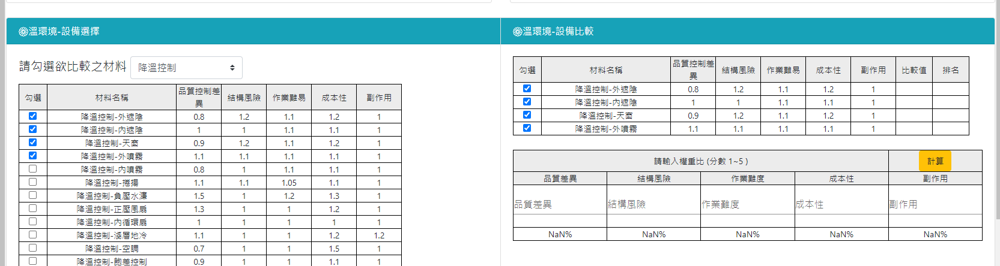 溫環境-設備選擇
請勾選欲比較之材料 降溫控制
勾選 材料名稱 品質控制差異 結構風險 作業難易 成本性 副作用
降溫控制-外遮陰 0.8 1.2 1.1 1.2 1
降溫控制-內遮陰 1 1 1.1 1.1 1
降溫控制-天窗 0.9 1.2 1.1 1.2 1
降溫控制-外噴霧 1.1 1.1 1.1 1.1 1
降溫控制-內噴霧 0.8 1 1.1 1.1 1
降溫控制-捲揚 1.1 1.1 1.05 1.1 1
降溫控制-負壓水濂 1.5 1 1.2 1.3 1
降溫控制-正壓風扇 1.3 1 1 1.2 1
降溫控制-內循環扇 1 1 1 1 1
降溫控制-淺層地冷 1.1 1 1 1.2 1.2
降溫控制-空調 0.7 1 1 1.5 1
降溫控制-飽差控制 0.9 1 1 1.1 1
溫環境-設備比較
勾選 材料名稱 品質控制差異 結構風險 作業難易 成本性 副作用 比較值 排名
降溫控制-外遮陰 0.8 1.2 1.1 1.2 1
降溫控制-內遮陰 1 1 1.1 1.1 1
降溫控制-天窗 0.9 1.2 1.1 1.2 1
降溫控制-外噴霧 1.1 1.1 1.1 1.1 1
請輸入權重比 (分數 1~5 ) 計算
品質差異 結構風險 作業難度 成本性 副作用
品質差異 結構風險 作業難度 成本性 副作用
NaN% NaN% NaN% NaN% NaN%